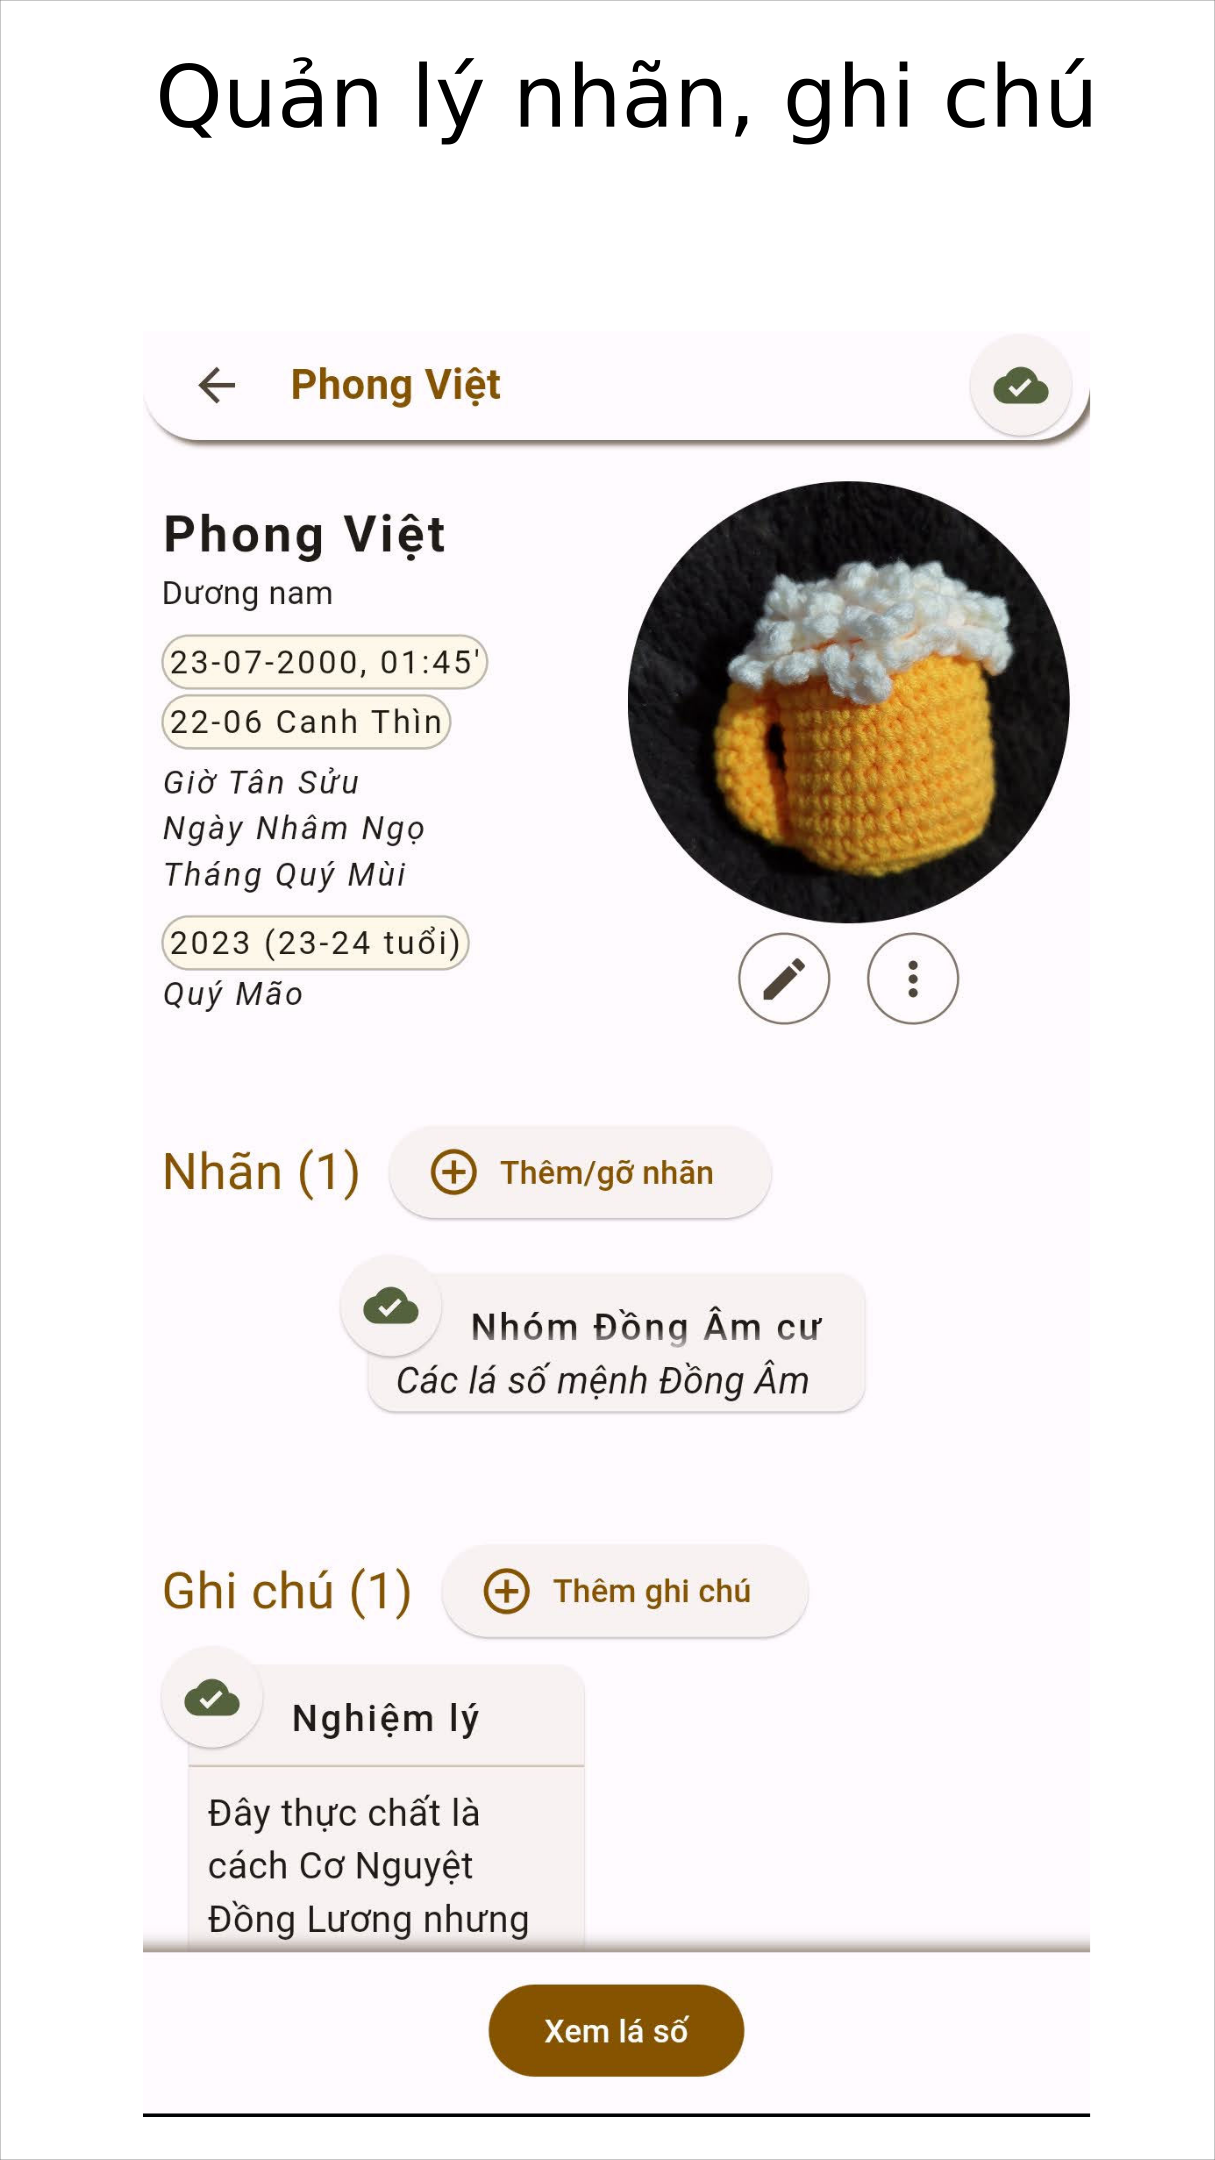 Quản lý nhãn, ghi chú
Phong Việt
Phong Việt
Dương nam
23-07-2000, 01:45'
22-06 Canh Thìn
Giờ Tân Sửu
Ngày Nhâm Ngọ
Tháng Quý Mùi
2023 (23-24 tuổi)
Quý Mão
Nhãn (1)
Thêm/gỡ nhãn
Nhóm Đồng Âm cư
Các lá số mệnh Đồng Âm
Ghi chú (1)
Thêm ghi chú
Nghiệm lý
Đây thực chất là
cách Cơ Nguyệt
Đồng Lương nhưng
Xem lá số